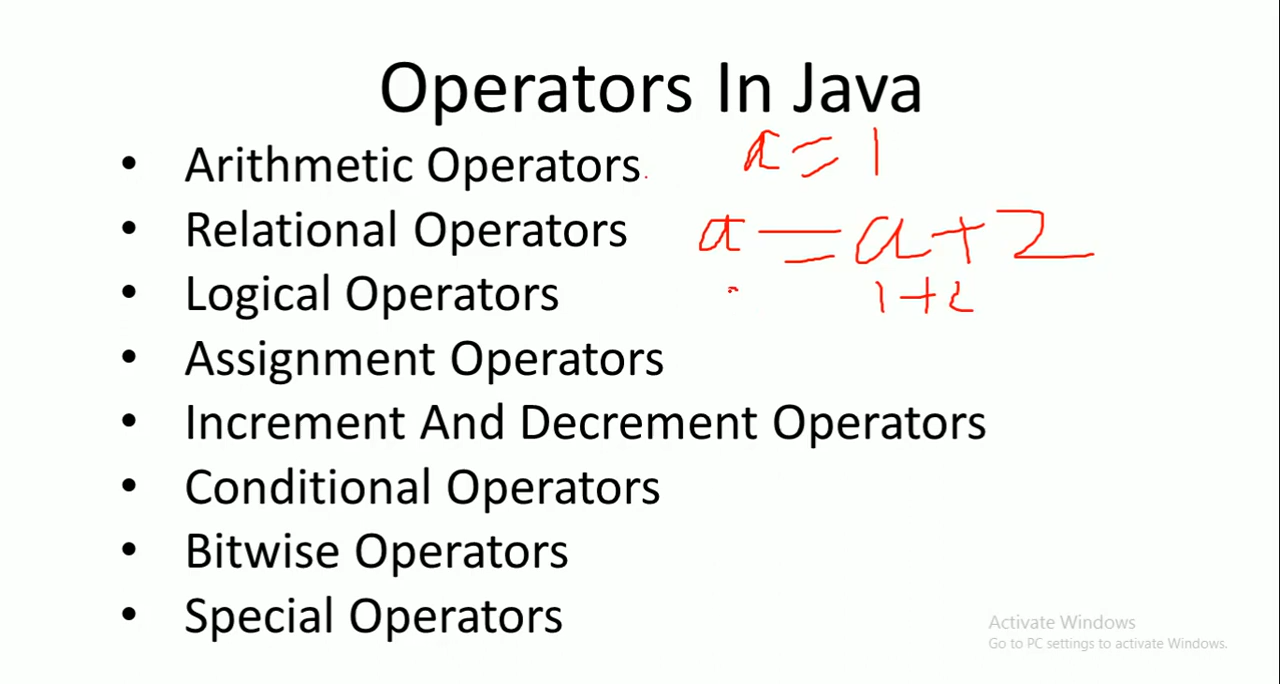 Operators In Java
• Arithmetic Operators
a = 1
• Relational Operators
a = a + 2
• Logical Operators
1 + 2
• Assignment Operators
• Increment And Decrement Operators
• Conditional Operators
• Bitwise Operators
• Special Operators
Activate Windows
Go to PC settings to activate Windows.